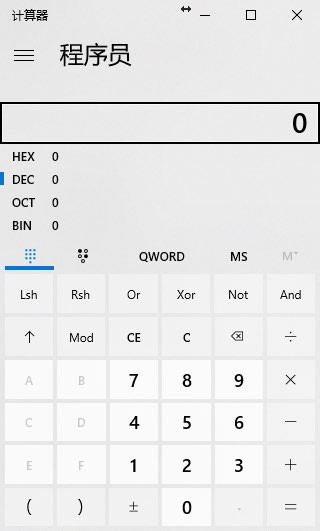 计算器
程序员
0
HEX 0
DEC 0
OCT 0
BIN 0
QWORD MS M˅
Lsh Rsh Or Xor Not And
↑ Mod CE C ⌫ ÷
A B 7 8 9 ×
C D 4 5 6 −
E F 1 2 3 +
( ) ± 0 . =